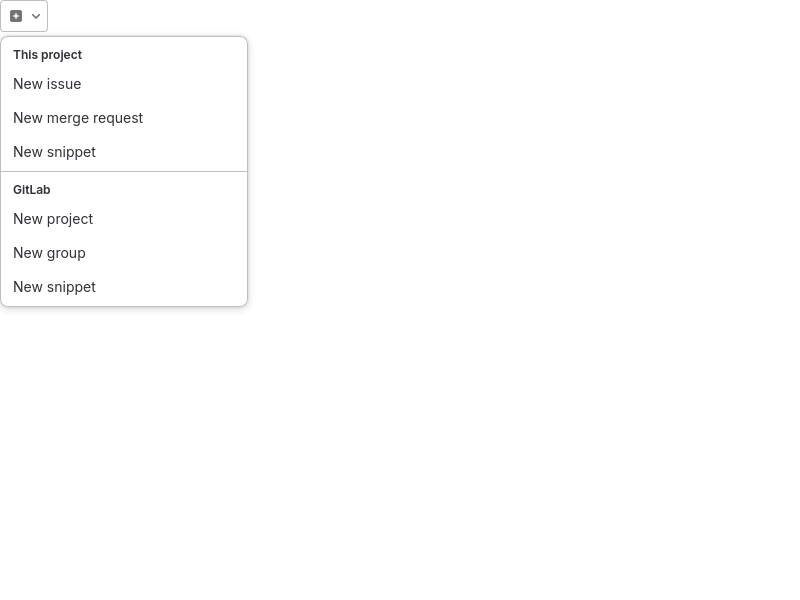 This project
New issue
New merge request
New snippet
GitLab
New project
New group
New snippet